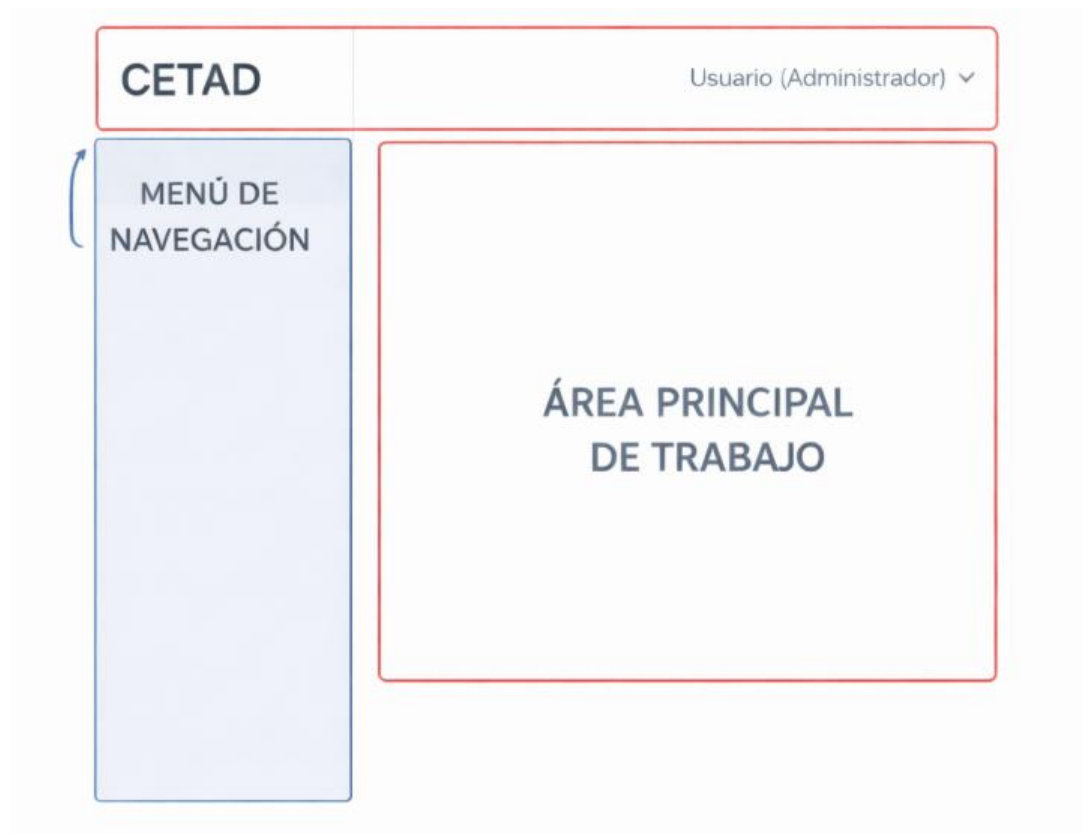 CETAD
Usuario (Administrador)
MENÚ DE
NAVEGACIÓN
ÁREA PRINCIPAL
DE TRABAJO